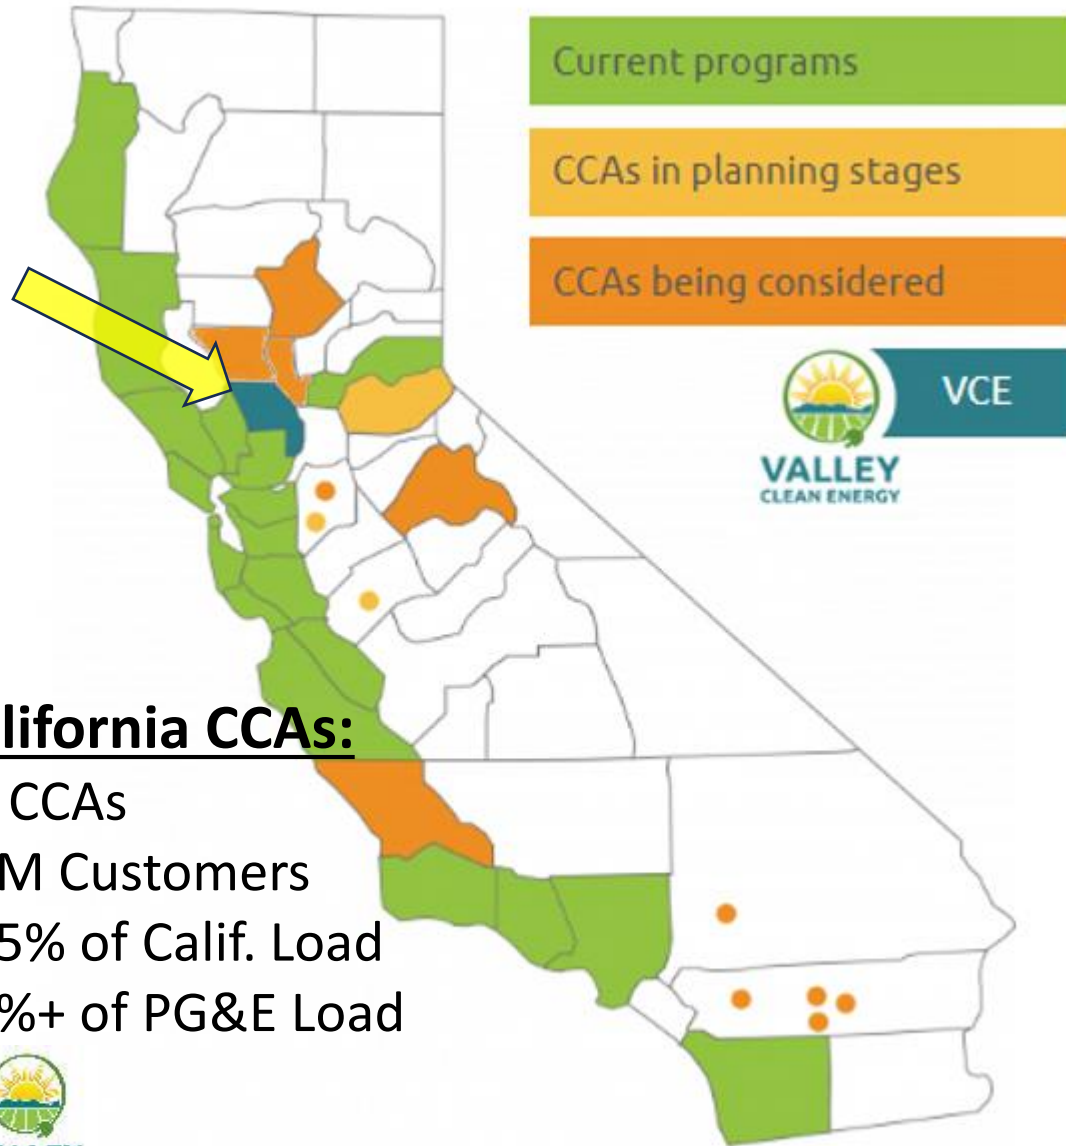 Current programs
CCAs in planning stages
CCAs being considered
VCE
VALLEY
CLEAN ENERGY
lifornia CCAs:
CCAs
M Customers
5% of Calif. Load
%+ of PG&E Load